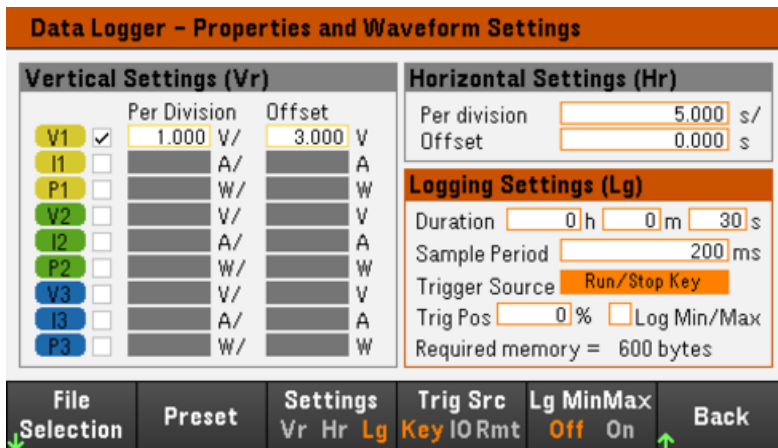 Data Logger - Properties and Waveform Settings
Vertical Settings (Vr)
Per Division Offset
V1 1.000 V/ 3.000 V
I1 A/ A
P1 W/ W
V2 V/ V
I2 A/ A
P2 W/ W
V3 V/ V
I3 A/ A
P3 W/ W
Horizontal Settings (Hr)
Per division 5.000 s/
Offset 0.000 s
Logging Settings (Lg)
Duration 0 h 0 m 30 s
Sample Period 200 ms
Trigger Source Run/Stop Key
Trig Pos 0 % Log Min/Max
Required memory = 600 bytes
File
Selection
Preset
Settings
Vr Hr Lg
Trig Src
Key IO Rmt
Lg MinMax
Off On
Back